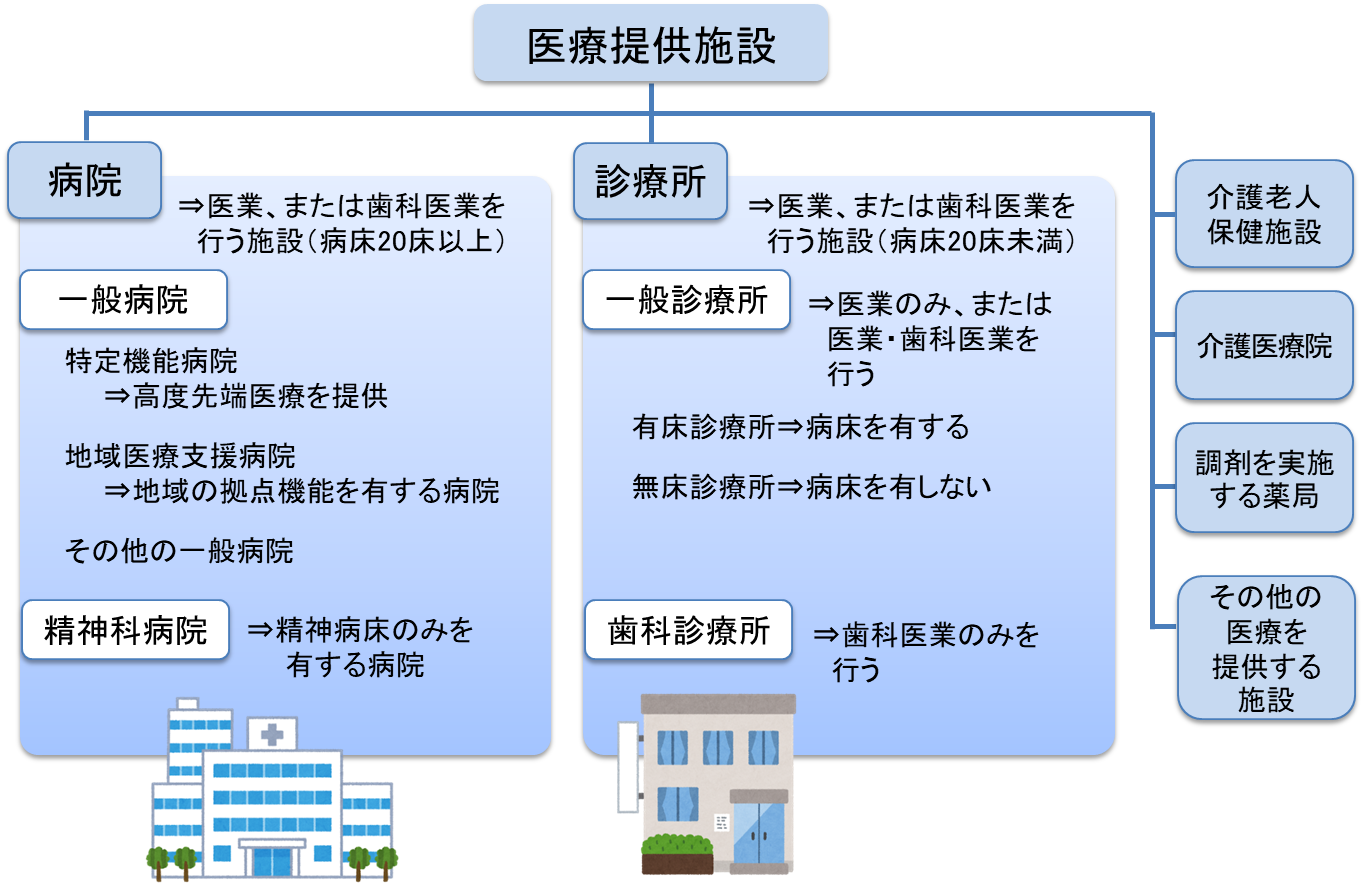 医療提供施設
病院
⇒医業、または歯科医業を
行う施設（病床20床以上）
一般病院
特定機能病院
⇒高度先端医療を提供
地域医療支援病院
⇒地域の拠点機能を有する病院
その他の一般病院
精神科病院
⇒精神病床のみを
有する病院
診療所
⇒医業、または歯科医業を
行う施設（病床20床未満）
一般診療所
⇒医業のみ、または
医業・歯科医業を
行う
有床診療所⇒病床を有する
無床診療所⇒病床を有しない
歯科診療所
⇒歯科医業のみを
行う
介護老人
保健施設
介護医療院
調剤を実施
する薬局
その他の
医療を
提供する
施設